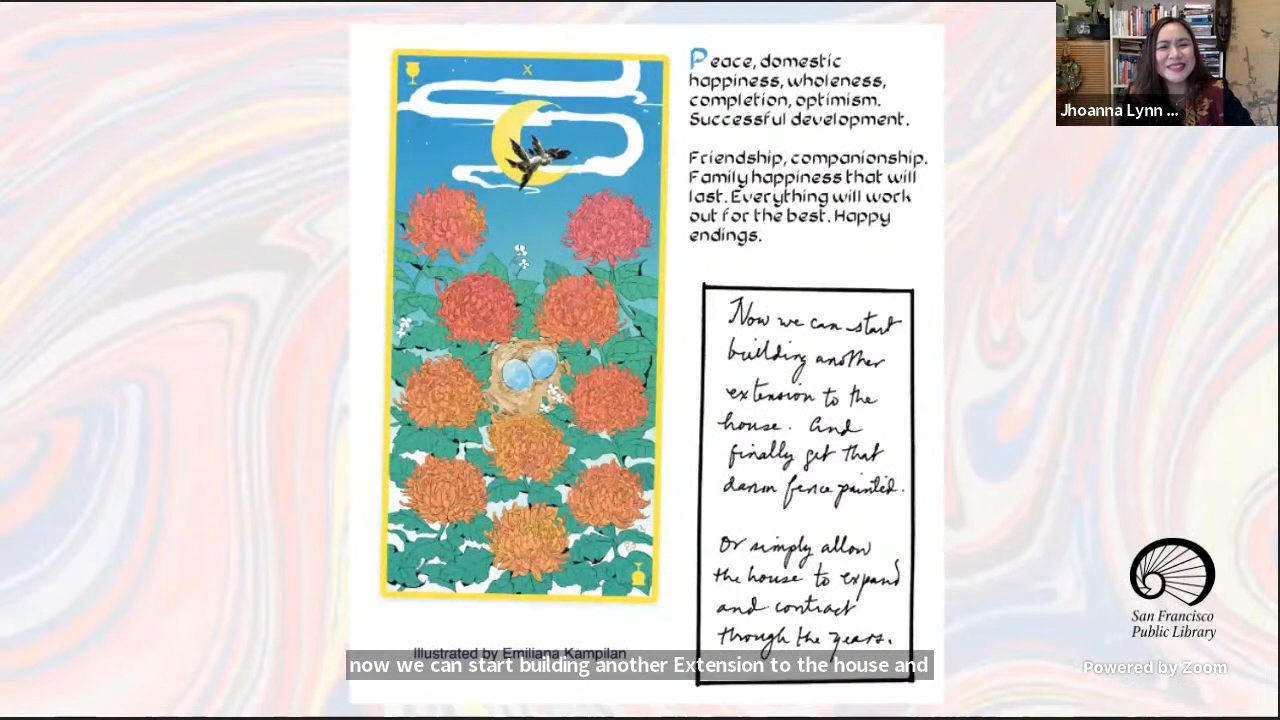 X
Peace, domestic
happiness, wholeness,
completion, optimism.
Successful development.
Friendship, companionship.
Family happiness that will
last. Everything will work
out for the best. Happy
endings.
Now we can start
building another
extension to the
house. And
finally get that
damn fence painted.
Or simply allow
the house to expand
and contract
through the years.
Illustrated by Emiliana Kampilan
now we can start building another Extension to the house and
Jhoanna Lynn ...
San Francisco
Public Library
Powered by Zoom